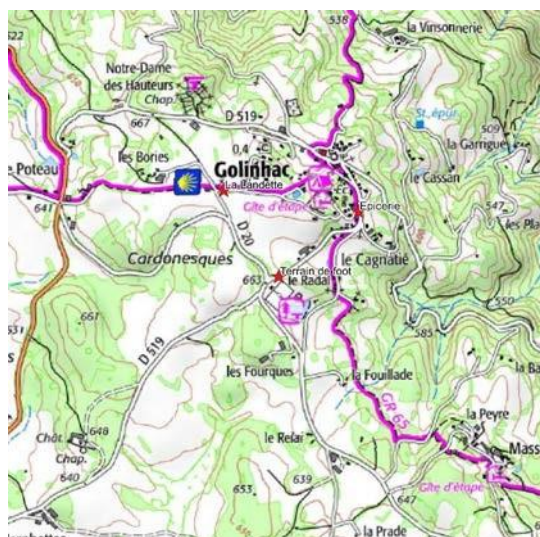 538
la Vinsonnerie
622
Notre-Dame
des Hauteurs
Chap.
D 519
667
St. épur
509
la Garrigue
0,4
les Bories
Golinhac
le Cassan
Poteau
La Landette
641
Gîte d'étape
Epicerie
547
les Pla
D 20
Cardonesques
le Cagnatié
Terrain de foot
663
le Radal
550
661
585
D 519
les Fourques
la Fouillade
GR 65
la Peyre
648
Chât.
Chap.
le Relai
Mass
653
639
Gîte d'étape
640
647
la Prade